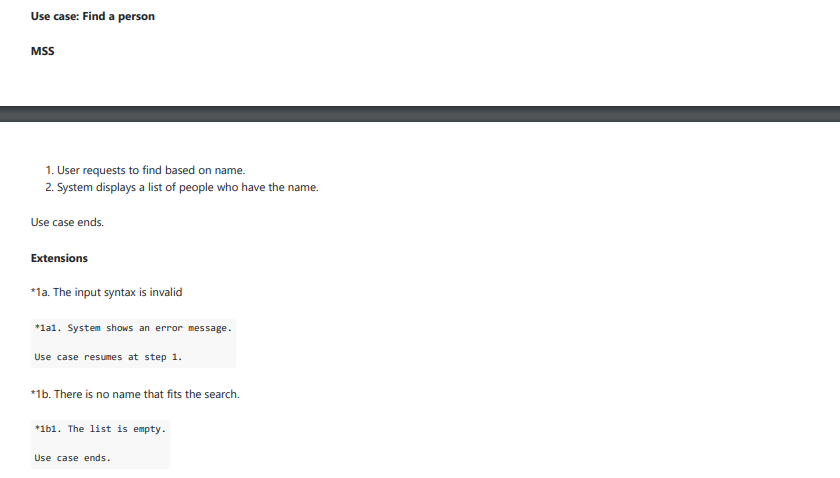 Use case: Find a person
MSS
1. User requests to find based on name.
2. System displays a list of people who have the name.
Use case ends.
Extensions
*1a. The input syntax is invalid
*1a1. System shows an error message.
Use case resumes at step 1.
*1b. There is no name that fits the search.
*1b1. The list is empty.
Use case ends.